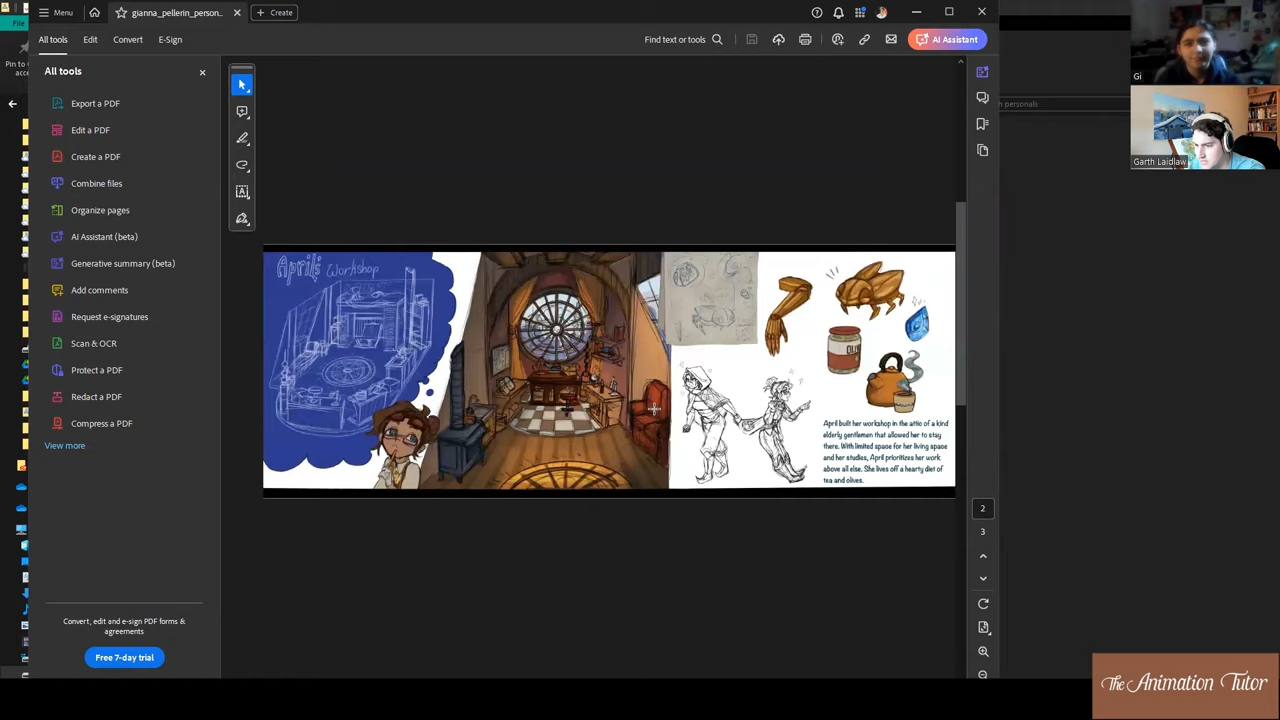 File
Menu
gianna_pellerin_person...
Create
All tools
Edit
Convert
E-Sign
Find text or tools
AI Assistant
All tools
Export a PDF
Edit a PDF
Create a PDF
Combine files
Organize pages
AI Assistant (beta)
Generative summary (beta)
Add comments
Request e-signatures
Scan & OCR
Protect a PDF
Redact a PDF
Compress a PDF
View more
Convert, edit and e-sign PDF forms &
agreements
Free 7-day trial
Pin to
acce
personals
April's Workshop
April built her workshop in the attic of a kind
elderly gentlemen that allowed her to stay
there. With limited space for her living space
and her studies, April prioritizes her work
above all else. She lives off a hearty diet of
tea and olives.
2
3
Gi
Garth Laidlaw
The Animation Tutor